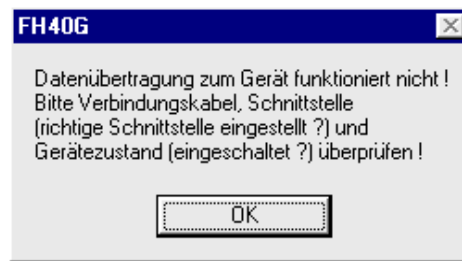 FH40G
Datenübertragung zum Gerät funktioniert nicht !
Bitte Verbindungskabel, Schnittstelle
(richtige Schnittstelle eingestellt ?) und
Gerätezustand (eingeschaltet ?) überprüfen !
OK